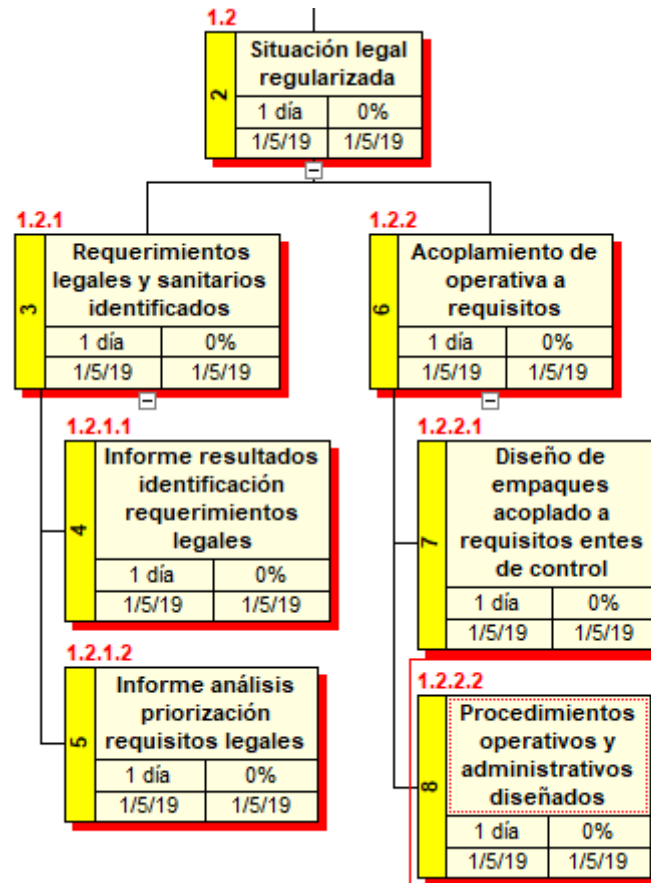 1.2
2
Situación legal
regularizada
1 día 0%
1/5/19 1/5/19
1.2.1
3
Requerimientos
legales y sanitarios
identificados
1 día 0%
1/5/19 1/5/19
1.2.1.1
4
Informe resultados
identificación
requerimientos
legales
1 día 0%
1/5/19 1/5/19
1.2.1.2
5
Informe análisis
priorización
requisitos legales
1 día 0%
1/5/19 1/5/19
1.2.2
6
Acoplamiento de
operativa a
requisitos
1 día 0%
1/5/19 1/5/19
1.2.2.1
7
Diseño de
empaques
acoplado a
requisitos entes
de control
1 día 0%
1/5/19 1/5/19
1.2.2.2
8
Procedimientos
operativos y
administrativos
diseñados
1 día 0%
1/5/19 1/5/19